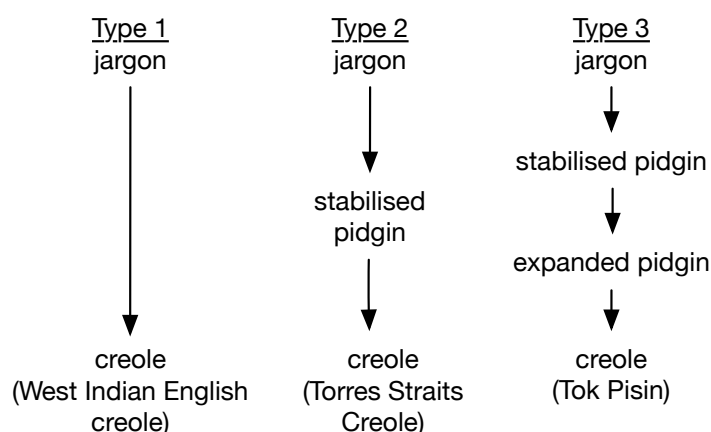 Type 1
jargon
creole
(West Indian English
creole)
Type 2
jargon
stabilised
pidgin
creole
(Torres Straits
Creole)
Type 3
jargon
stabilised pidgin
expanded pidgin
creole
(Tok Pisin)